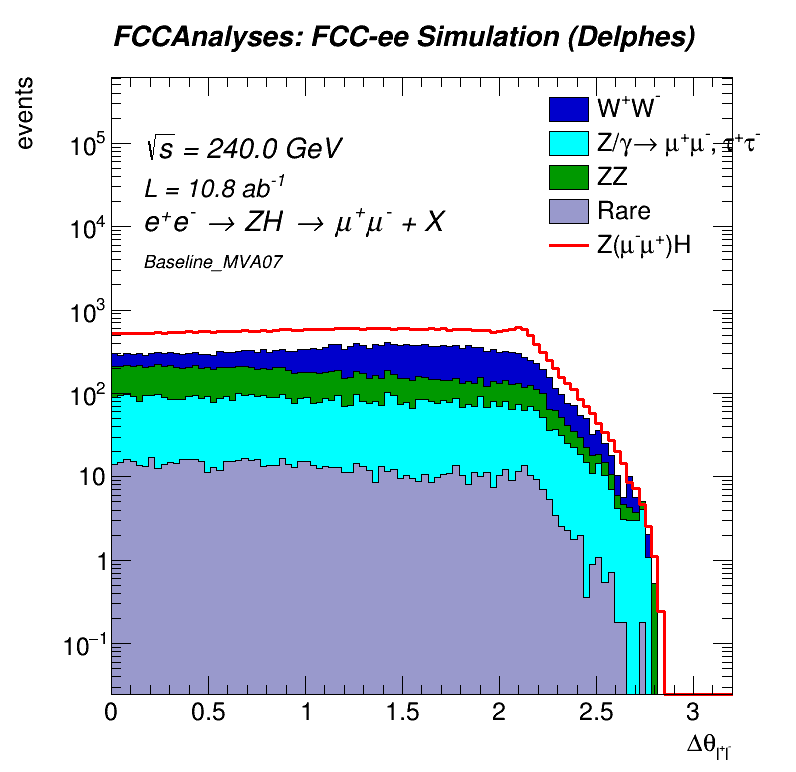 FCCAnalyses: FCC-ee Simulation (Delphes)
events
√s = 240.0 GeV
L = 10.8 ab⁻¹
e⁺e⁻ → ZH → μ⁺μ⁻ + X
Baseline_MVA07
W⁺W⁻
Z/γ→ μ⁺μ⁻, τ⁺τ⁻
ZZ
Rare
Z(μ⁻μ⁺)H
10⁵
10⁴
10³
10²
10
1
10⁻¹
0 0.5 1 1.5 2 2.5 3
Δθ_l⁺l⁻